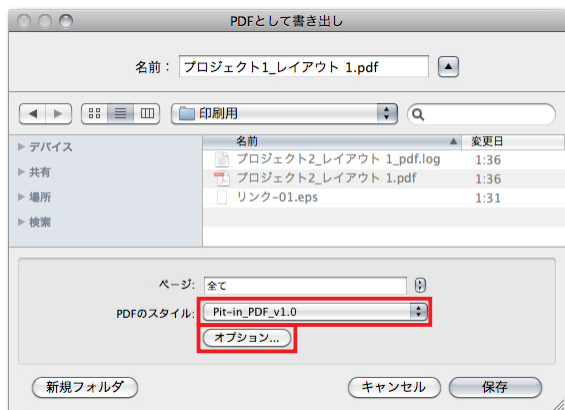 PDFとして書き出し
名前： プロジェクト1_レイアウト 1.pdf
印刷用
名前 変更日
デバイス
共有
場所
検索
プロジェクト2_レイアウト 1_pdf.log 1:36
プロジェクト2_レイアウト 1.pdf 1:36
リンク-01.eps 1:31
ページ: 全て
PDFのスタイル: Pit-in_PDF_v1.0
オプション...
新規フォルダ キャンセル 保存